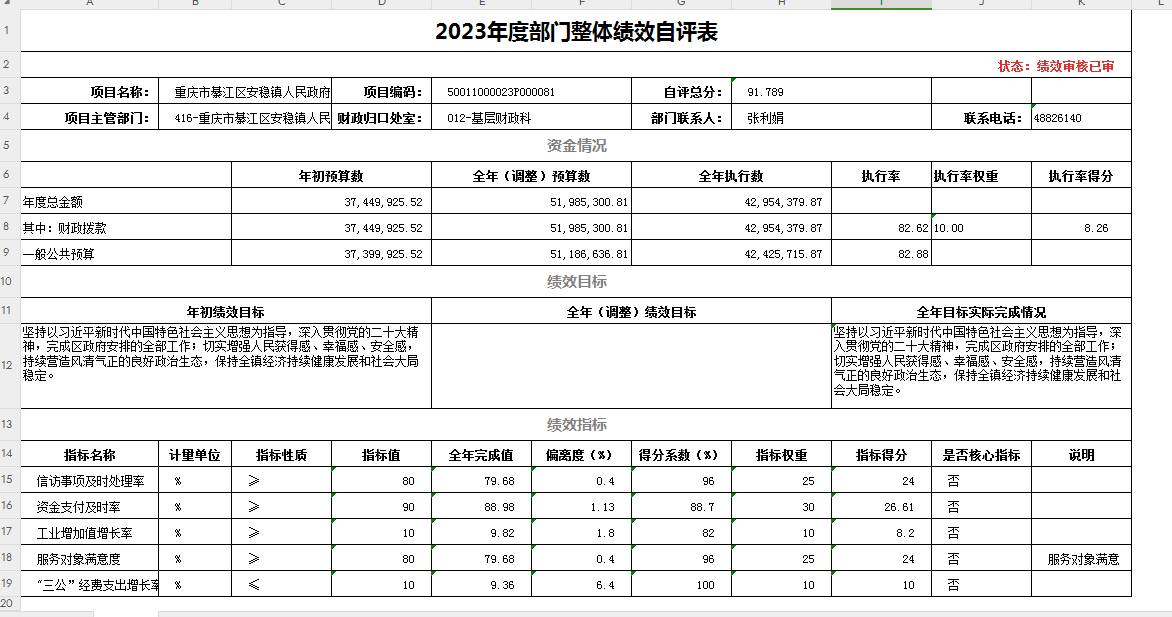 A B C D E F G H I J K L
1 2023年度部门整体绩效自评表
2 状态：绩效审核已审
3 项目名称： 重庆市綦江区安稳镇人民政府 项目编码： 50011000023P000081 自评总分： 91.789
4 项目主管部门： 416-重庆市綦江区安稳镇人民 财政归口处室： 012-基层财政科 部门联系人： 张利娟 联系电话： 48826140
5 资金情况
6 年初预算数 全年（调整）预算数 全年执行数 执行率 执行率权重 执行率得分
7 年度总金额 37,449,925.52 51,985,300.81 42,954,379.87
8 其中：财政拨款 37,449,925.52 51,985,300.81 42,954,379.87 82.62 10.00 8.26
9 一般公共预算 37,399,925.52 51,186,636.81 42,425,715.87 82.88
10 绩效目标
11 年初绩效目标 全年（调整）绩效目标 全年目标实际完成情况
12
坚持以习近平新时代中国特色社会主义思想为指导，深入贯彻党的二十大精
神，完成区政府安排的全部工作；切实增强人民获得感、幸福感、安全感，
持续营造风清气正的良好政治生态，保持全镇经济持续健康发展和社会大局
稳定。
坚持以习近平新时代中国特色社会主义思想为指导，深
入贯彻党的二十大精神，完成区政府安排的全部工作；
切实增强人民获得感、幸福感、安全感，持续营造风清
气正的良好政治生态，保持全镇经济持续健康发展和社
会大局稳定。
13 绩效指标
14 指标名称 计量单位 指标性质 指标值 全年完成值 偏离度（%） 得分系数（%） 指标权重 指标得分 是否核心指标 说明
15 信访事项及时处理率 % ≥ 80 79.68 0.4 96 25 24 否
16 资金支付及时率 % ≥ 90 88.98 1.13 88.7 30 26.61 否
17 工业增加值增长率 % ≥ 10 9.82 1.8 82 10 8.2 否
18 服务对象满意度 % ≥ 80 79.68 0.4 96 25 24 否 服务对象满意
19 “三公”经费支出增长率 % ≤ 10 9.36 6.4 100 10 10 否
20